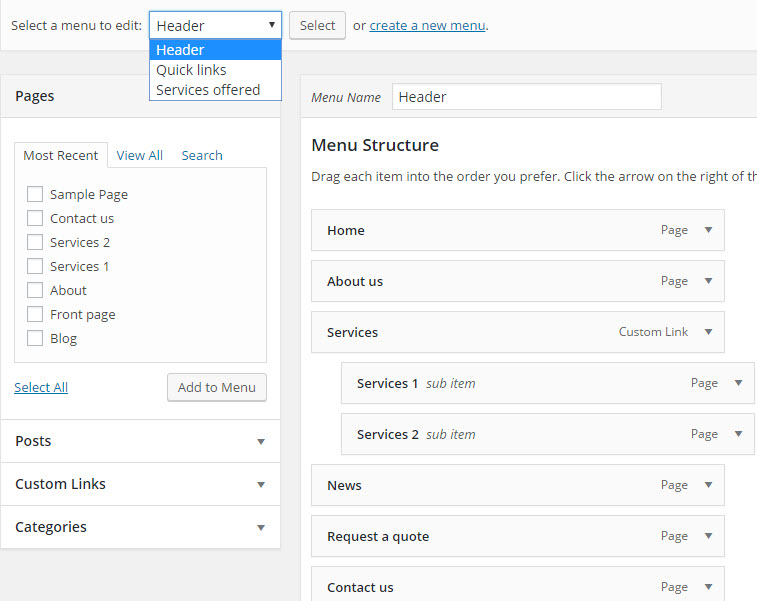 Select a menu to edit: Header Select or create a new menu.
Header
Quick links
Services offered
Pages
Most Recent View All Search
Sample Page
Contact us
Services 2
Services 1
About
Front page
Blog
Select All Add to Menu
Posts
Custom Links
Categories
Menu Name Header
Menu Structure
Drag each item into the order you prefer. Click the arrow on the right of th
Home Page
About us Page
Services Custom Link
Services 1 sub item Page
Services 2 sub item Page
News Page
Request a quote Page
Contact us Page